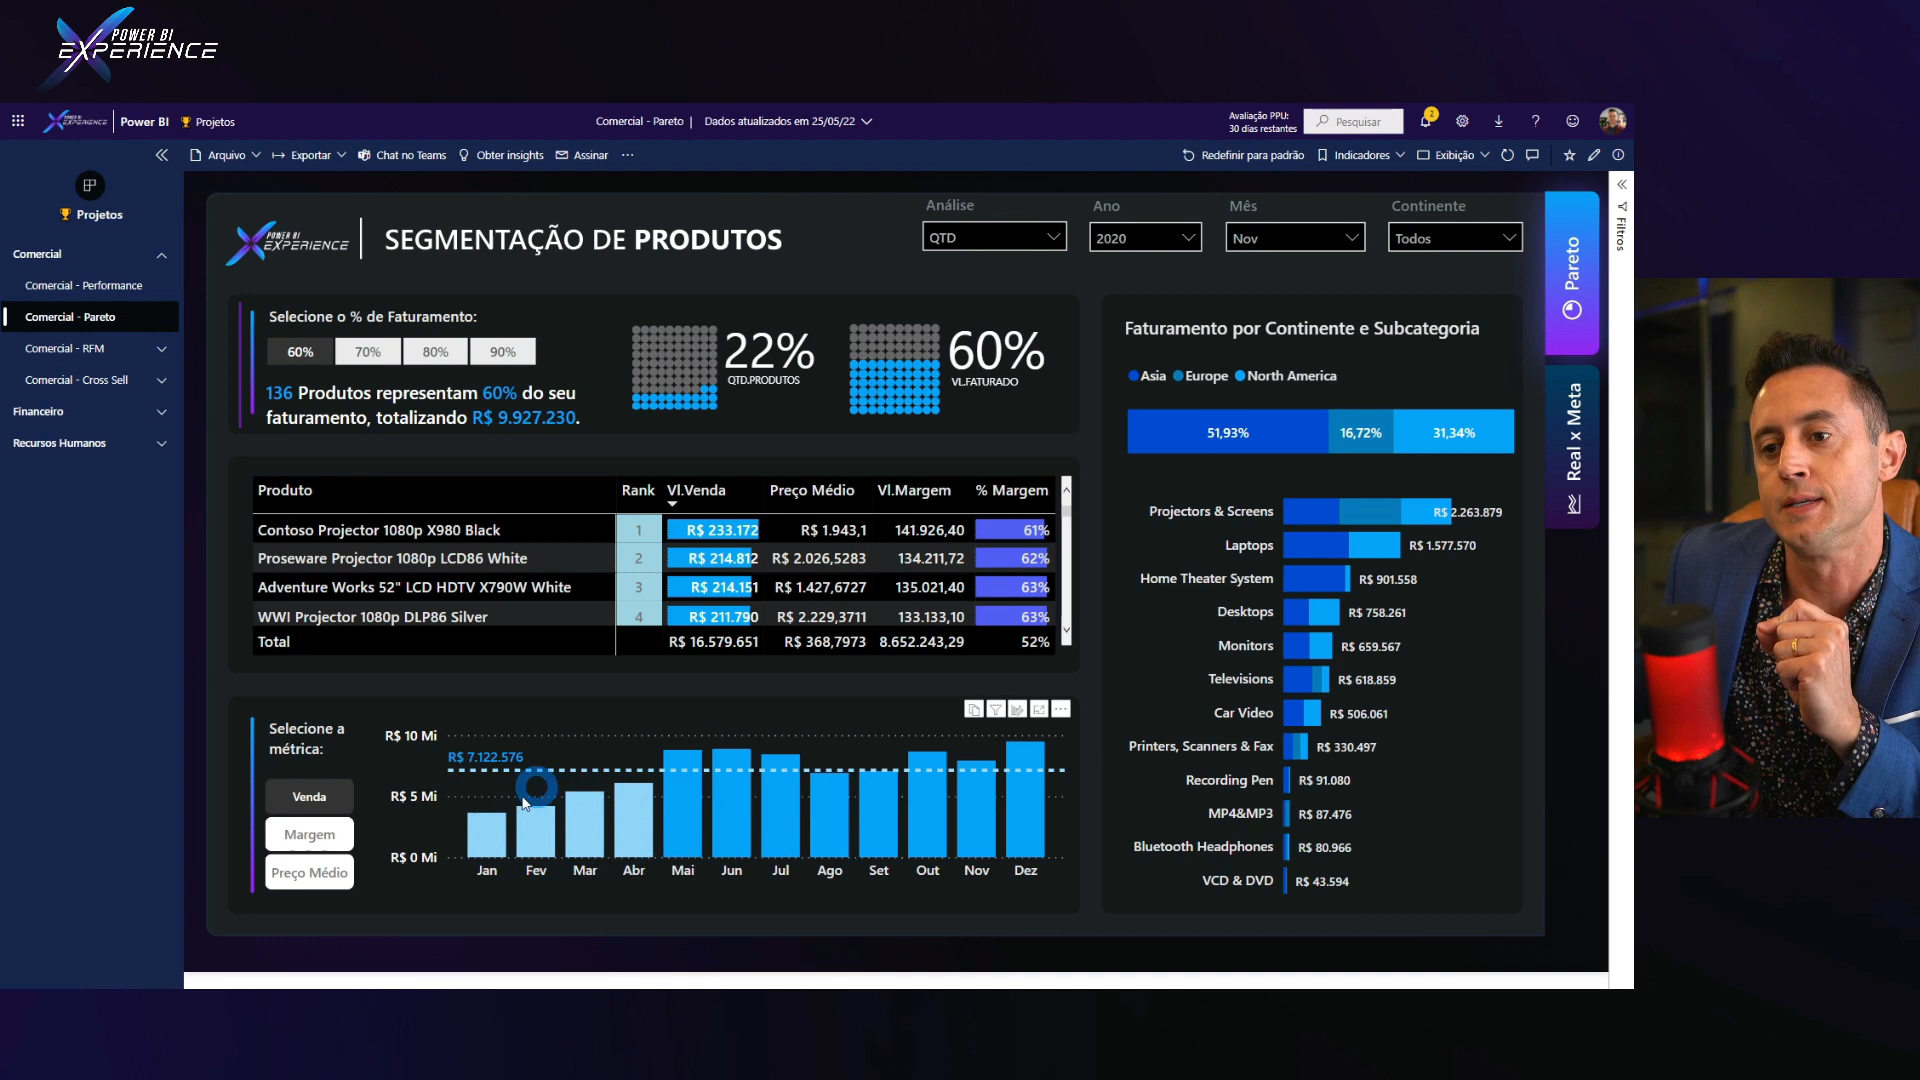 POWER BI
EXPERIENCE
POWER BI
EXPERIENCE
Power BI
Projetos
Comercial - Pareto | Dados atualizados em 25/05/22
Avaliação PPU:
30 dias restantes
Pesquisar
2
?
Arquivo
Exportar
Chat no Teams
Obter insights
Assinar
...
Redefinir para padrão
Indicadores
Exibição
Projetos
Comercial
Comercial - Performance
Comercial - Pareto
Comercial - RFM
Comercial - Cross Sell
Financeiro
Recursos Humanos
POWER BI
EXPERIENCE
SEGMENTAÇÃO DE PRODUTOS
Análise
QTD
Ano
2020
Mês
Nov
Continente
Todos
Pareto
Real x Meta
Filtros
Selecione o % de Faturamento:
60% 70% 80% 90%
136 Produtos representam 60% do seu
faturamento, totalizando R$ 9.927.230.
22%
QTD.PRODUTOS
60%
VL.FATURADO
Produto Rank Vl.Venda Preço Médio Vl.Margem % Margem
Contoso Projector 1080p X980 Black 1 R$ 233.172 R$ 1.943,1 141.926,40 61%
Proseware Projector 1080p LCD86 White 2 R$ 214.812 R$ 2.026,5283 134.211,72 62%
Adventure Works 52" LCD HDTV X790W White 3 R$ 214.151 R$ 1.427,6727 135.021,40 63%
WWI Projector 1080p DLP86 Silver 4 R$ 211.790 R$ 2.229,3711 133.133,10 63%
Total R$ 16.579.651 R$ 368,7973 8.652.243,29 52%
Selecione a
métrica:
Venda
Margem
Preço Médio
R$ 10 Mi
R$ 7.122.576
R$ 5 Mi
R$ 0 Mi
Jan Fev Mar Abr Mai Jun Jul Ago Set Out Nov Dez
Faturamento por Continente e Subcategoria
Asia Europe North America
51,93% 16,72% 31,34%
Projectors & Screens R$ 2.263.879
Laptops R$ 1.577.570
Home Theater System R$ 901.558
Desktops R$ 758.261
Monitors R$ 659.567
Televisions R$ 618.859
Car Video R$ 506.061
Printers, Scanners & Fax R$ 330.497
Recording Pen R$ 91.080
MP4&MP3 R$ 87.476
Bluetooth Headphones R$ 80.966
VCD & DVD R$ 43.594